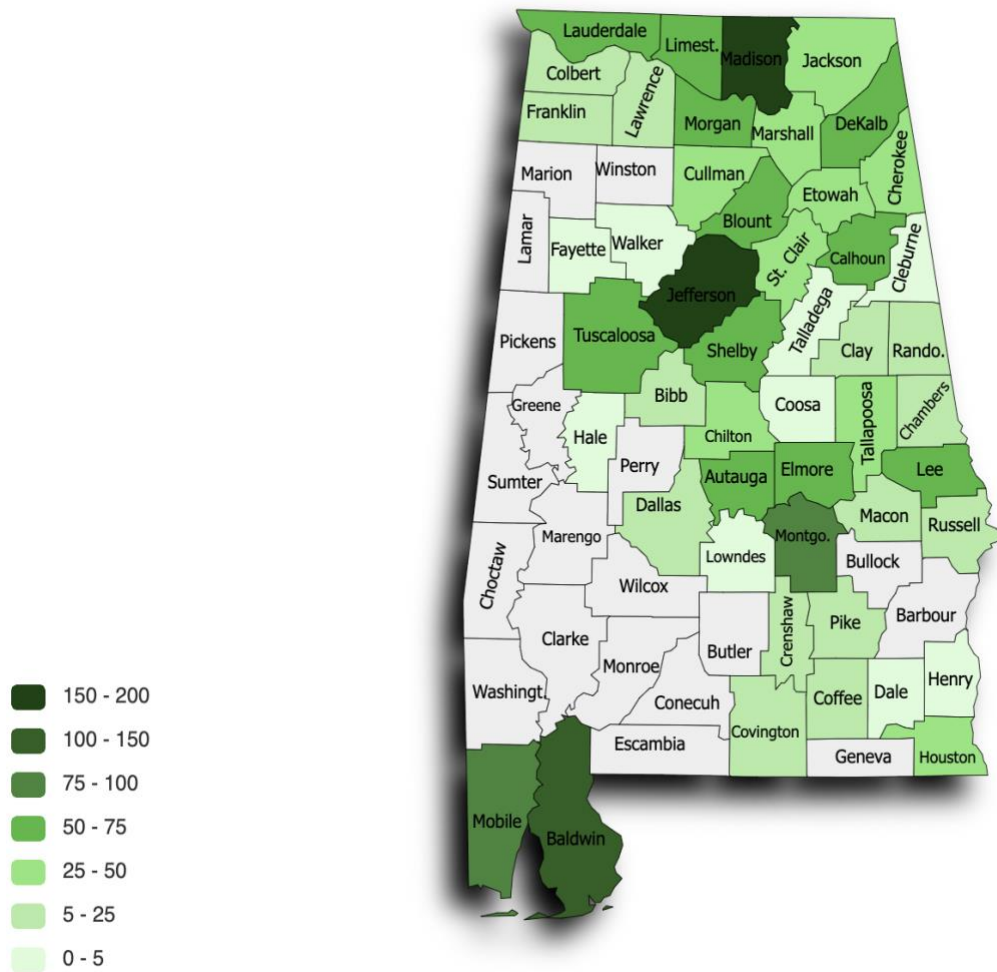 Lauderdale
Limest.
Madison
Jackson
Colbert
Lawrence
Franklin
Morgan
Marshall
DeKalb
Cherokee
Marion
Winston
Cullman
Etowah
Lamar
Fayette
Walker
Blount
St. Clair
Calhoun
Cleburne
Jefferson
Talladega
Pickens
Tuscaloosa
Shelby
Clay
Rando.
Greene
Hale
Bibb
Chilton
Coosa
Tallapoosa
Chambers
Sumter
Perry
Autauga
Elmore
Lee
Dallas
Macon
Russell
Choctaw
Marengo
Lowndes
Montgo.
Bullock
Wilcox
Barbour
Clarke
Monroe
Butler
Crenshaw
Pike
Washingt.
Conecuh
Covington
Coffee
Dale
Henry
Escambia
Geneva
Houston
Mobile
Baldwin
150 - 200
100 - 150
75 - 100
50 - 75
25 - 50
5 - 25
0 - 5